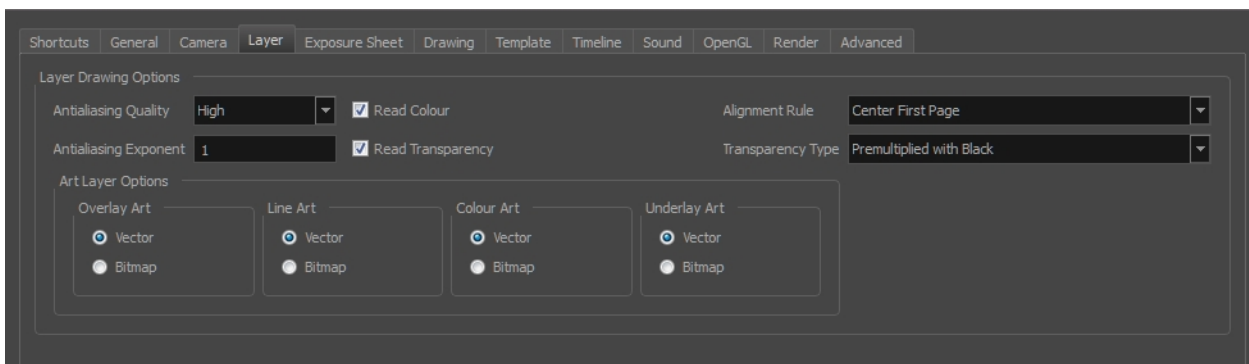 Shortcuts General Camera Layer Exposure Sheet Drawing Template Timeline Sound OpenGL Render Advanced
Layer Drawing Options
Antialiasing Quality High Read Colour Alignment Rule Center First Page
Antialiasing Exponent 1 Read Transparency Transparency Type Premultiplied with Black
Art Layer Options
Overlay Art Line Art Colour Art Underlay Art
Vector Vector Vector Vector
Bitmap Bitmap Bitmap Bitmap